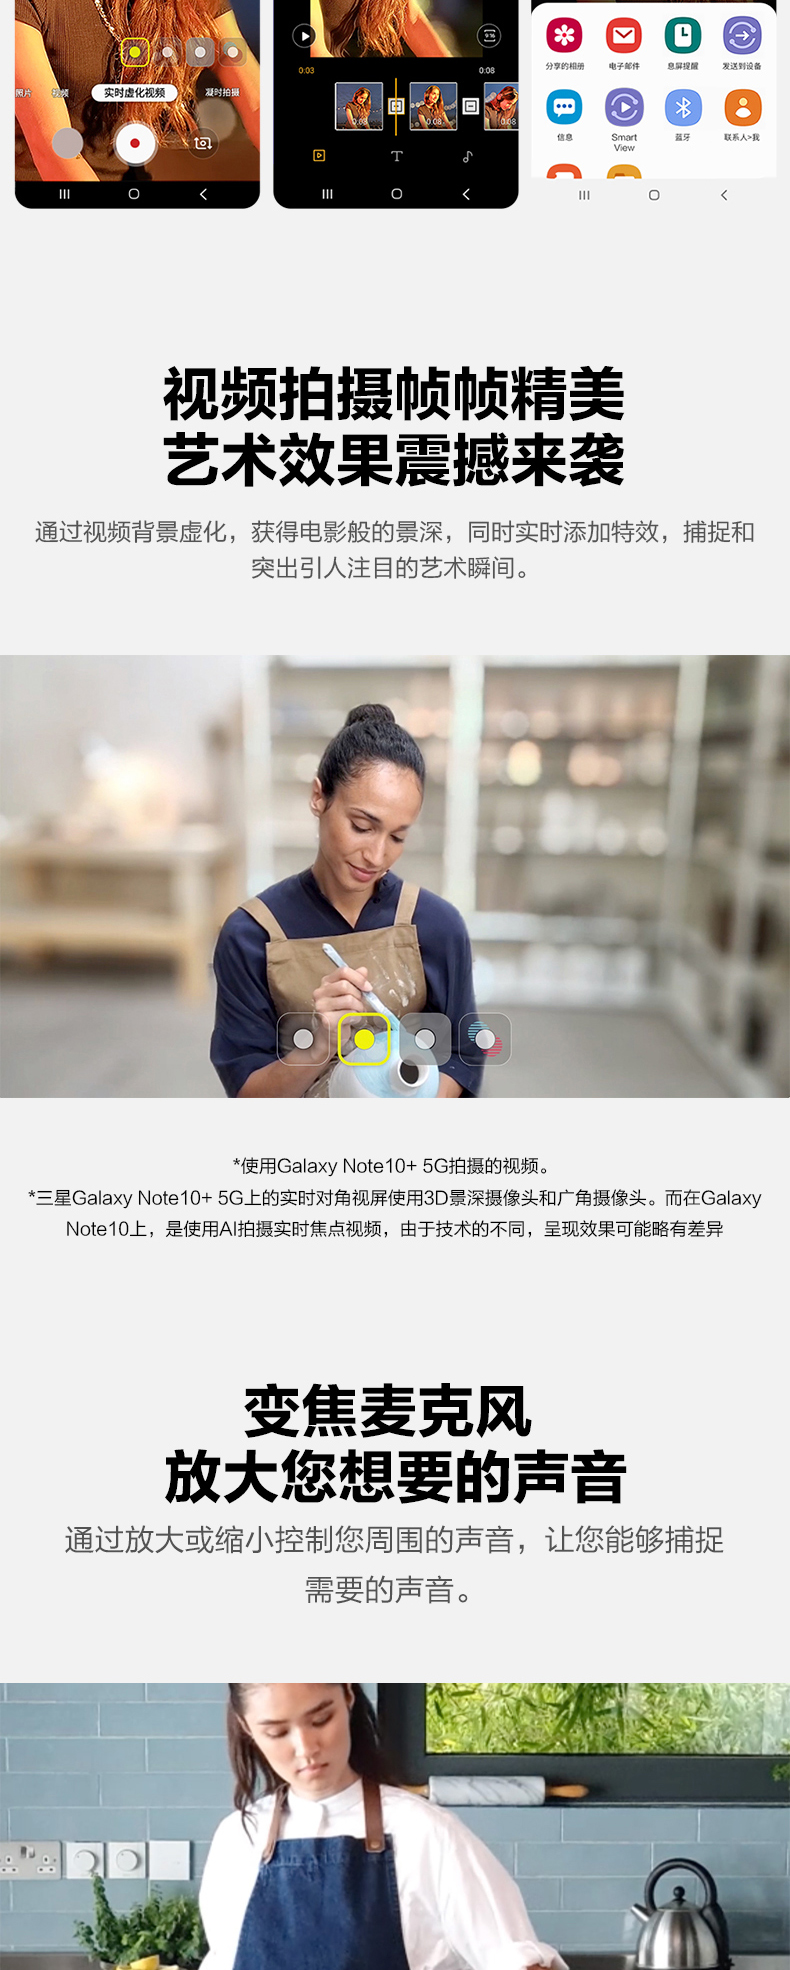 照片
视频
实时虚化视频
凝时拍摄
0:03
0:08
0:08
0:08
0:08
T
分享的相册
电子邮件
息屏提醒
发送到设备
信息
Smart
View
蓝牙
联系人>我
视频拍摄帧帧精美
艺术效果震撼来袭
通过视频背景虚化，获得电影般的景深，同时实时添加特效，捕捉和
突出引人注目的艺术瞬间。
*使用Galaxy Note10+ 5G拍摄的视频。
*三星Galaxy Note10+ 5G上的实时对角视屏使用3D景深摄像头和广角摄像头。而在Galaxy
Note10上，是使用AI拍摄实时焦点视频，由于技术的不同，呈现效果可能略有差异
变焦麦克风
放大您想要的声音
通过放大或缩小控制您周围的声音，让您能够捕捉
需要的声音。